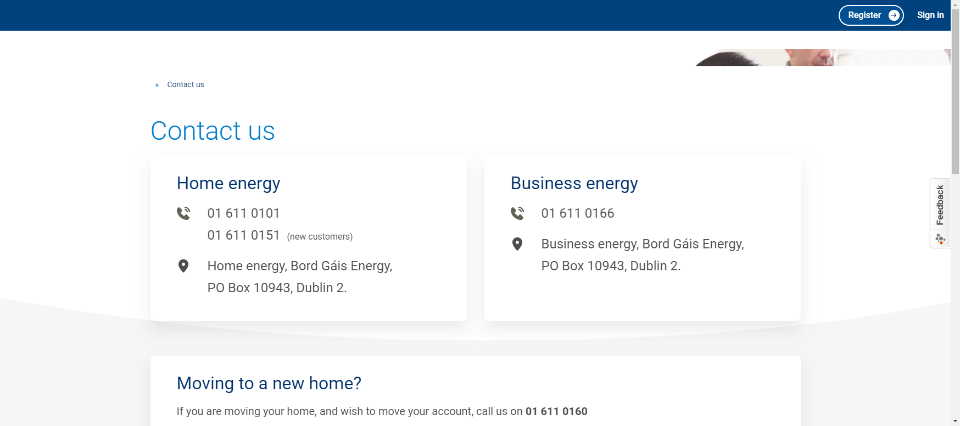 Register
Sign in
Contact us
Contact us
Home energy
01 611 0101
01 611 0151 (new customers)
Home energy, Bord Gáis Energy,
PO Box 10943, Dublin 2.
Business energy
01 611 0166
Business energy, Bord Gáis Energy,
PO Box 10943, Dublin 2.
Feedback
Moving to a new home?
If you are moving your home, and wish to move your account, call us on 01 611 0160